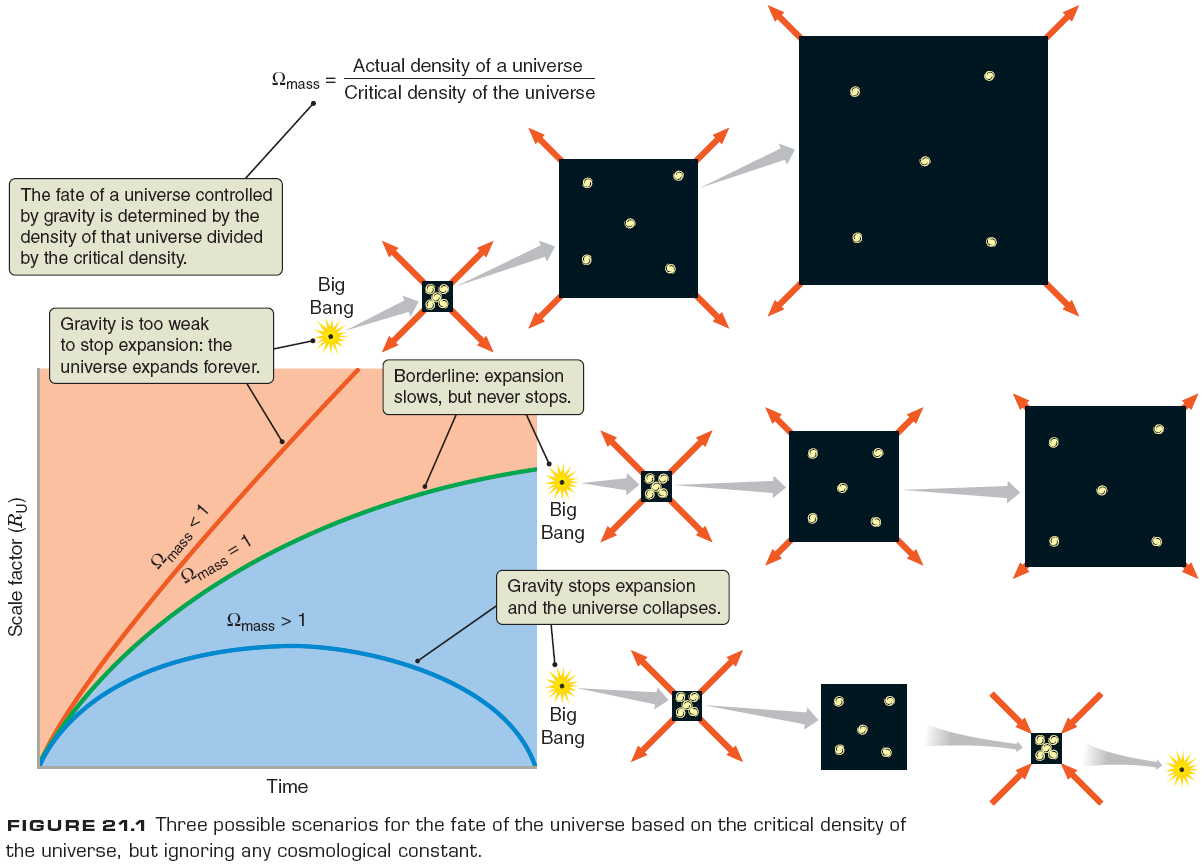 Ωmass = Actual density of a universe / Critical density of the universe
The fate of a universe controlled
by gravity is determined by the
density of that universe divided
by the critical density.
Big
Bang
Gravity is too weak
to stop expansion: the
universe expands forever.
Borderline: expansion
slows, but never stops.
Ωmass < 1
Ωmass = 1
Big
Bang
Gravity stops expansion
and the universe collapses.
Ωmass > 1
Big
Bang
Scale factor (RU)
Time
FIGURE 21.1 Three possible scenarios for the fate of the universe based on the critical density of
the universe, but ignoring any cosmological constant.